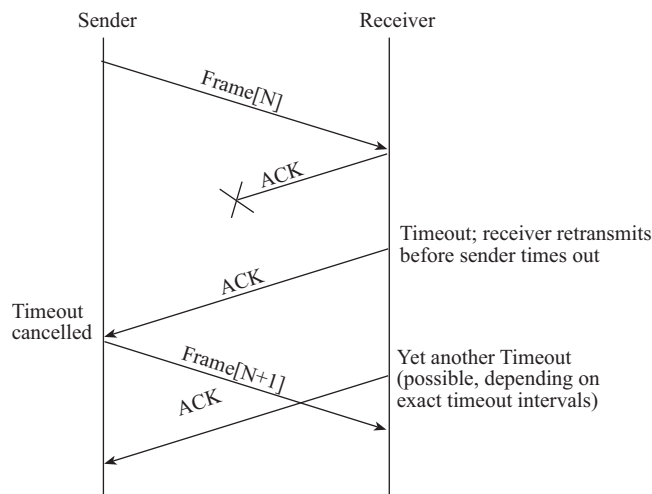 Sender
Receiver
Frame[N]
ACK
Timeout; receiver retransmits
before sender times out
ACK
Timeout
cancelled
Frame[N+1]
Yet another Timeout
(possible, depending on
exact timeout intervals)
ACK